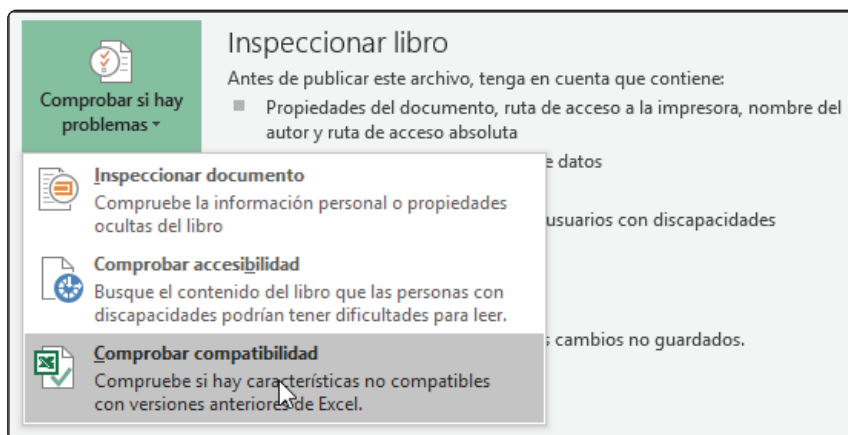 Inspeccionar libro
Antes de publicar este archivo, tenga en cuenta que contiene:
Propiedades del documento, ruta de acceso a la impresora, nombre del
autor y ruta de acceso absoluta
Comprobar si hay
problemas
e datos
usuarios con discapacidades
s cambios no guardados.
Inspeccionar documento
Compruebe la información personal o propiedades
ocultas del libro
Comprobar accesibilidad
Busque el contenido del libro que las personas con
discapacidades podrían tener dificultades para leer.
Comprobar compatibilidad
Compruebe si hay características no compatibles
con versiones anteriores de Excel.